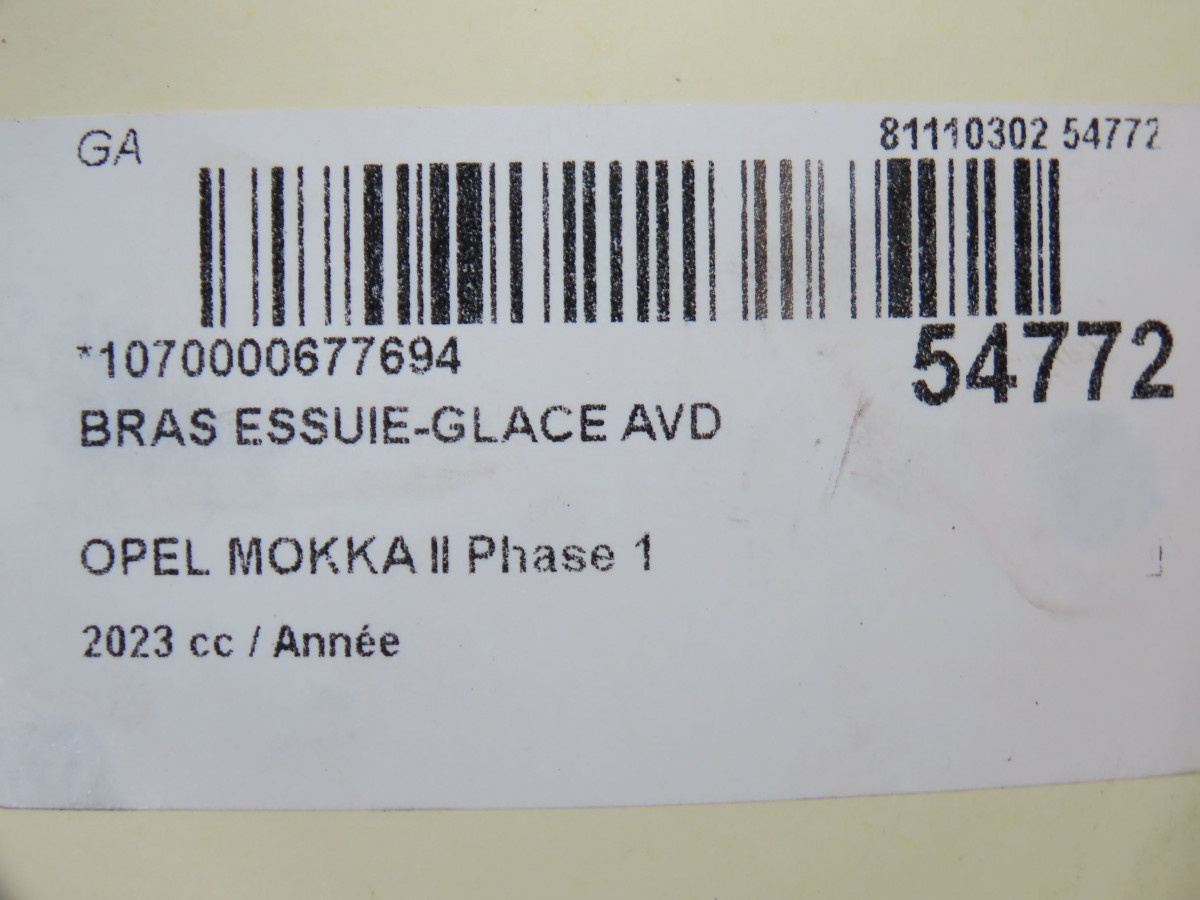 GA
81110302 54772
*1070000677694
54772
BRAS ESSUIE-GLACE AVD
OPEL MOKKA II Phase 1
2023 cc / Année